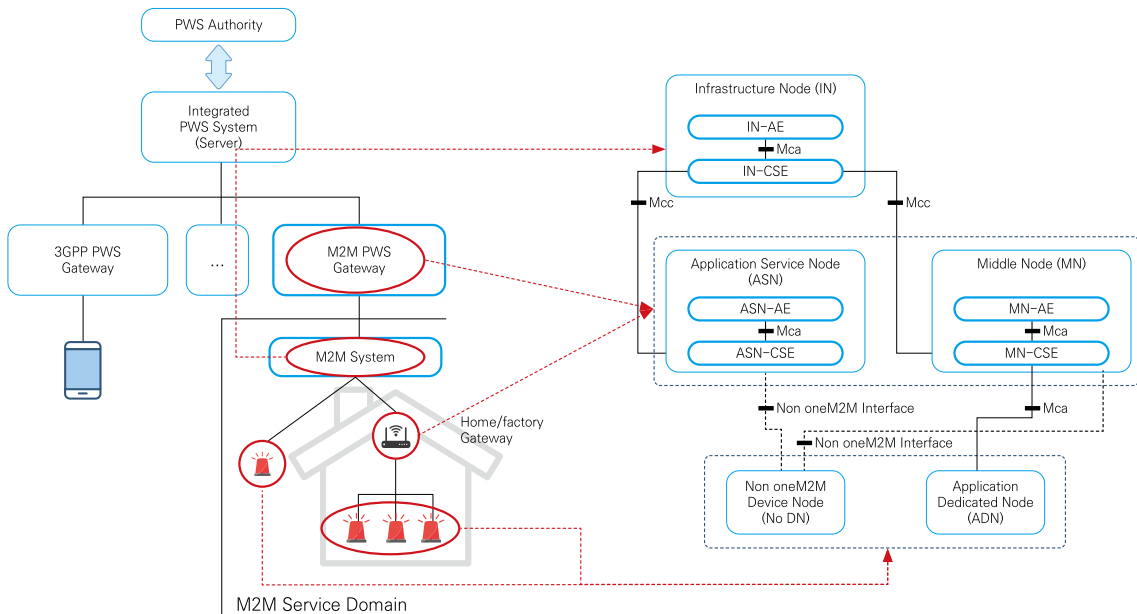 PWS Authority
Integrated
PWS System
(Server)
3GPP PWS
Gateway
...
M2M PWS
Gateway
M2M System
Home/factory
Gateway
M2M Service Domain
Infrastructure Node (IN)
IN-AE
Mca
IN-CSE
Mcc
Mcc
Application Service Node
(ASN)
ASN-AE
Mca
ASN-CSE
Middle Node (MN)
MN-AE
Mca
MN-CSE
Non oneM2M Interface
Mca
Non oneM2M Interface
Non oneM2M
Device Node
(No DN)
Application
Dedicated Node
(ADN)